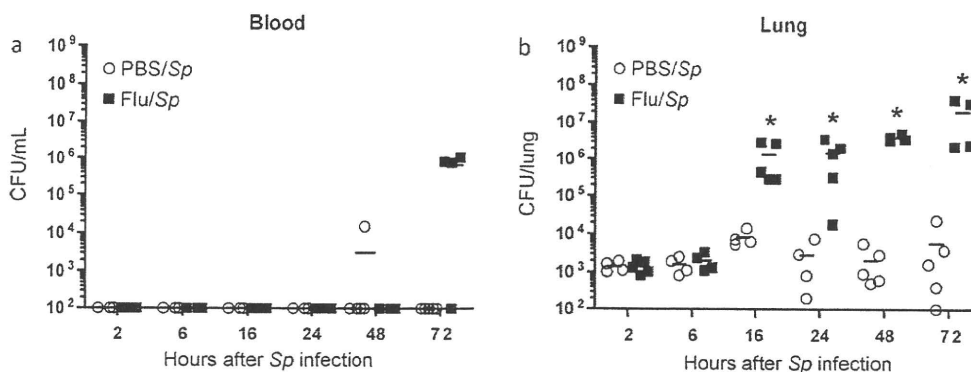 a
Blood
CFU/mL
10⁹
10⁸
10⁷
10⁶
10⁵
10⁴
10³
10²
PBS/Sp
Flu/Sp
2
6
16
24
48
72
Hours after Sp infection
b
Lung
CFU/lung
10⁹
10⁸
10⁷
10⁶
10⁵
10⁴
10³
10²
PBS/Sp
Flu/Sp
*
*
*
*
2
6
16
24
48
72
Hours after Sp infection